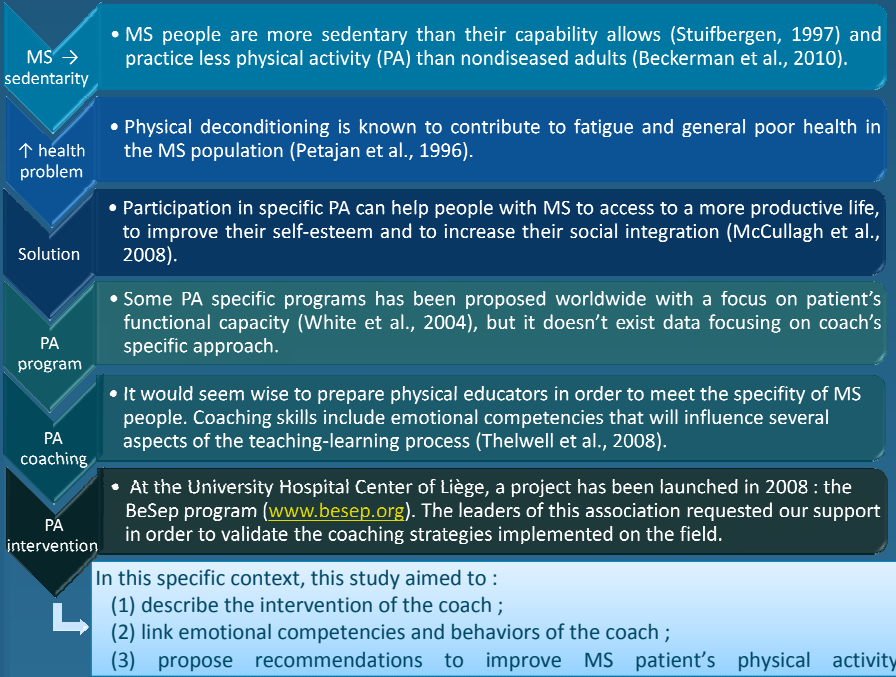 MS →
sedentarity
• MS people are more sedentary than their capability allows (Stuifbergen, 1997) and
practice less physical activity (PA) than nondiseased adults (Beckerman et al., 2010).
↑ health
problem
• Physical deconditioning is known to contribute to fatigue and general poor health in
the MS population (Petajan et al., 1996).
Solution
• Participation in specific PA can help people with MS to access to a more productive life,
to improve their self-esteem and to increase their social integration (McCullagh et al.,
2008).
PA
program
• Some PA specific programs has been proposed worldwide with a focus on patient's
functional capacity (White et al., 2004), but it doesn't exist data focusing on coach's
specific approach.
PA
coaching
• It would seem wise to prepare physical educators in order to meet the specifity of MS
people. Coaching skills include emotional competencies that will influence several
aspects of the teaching-learning process (Thelwell et al., 2008).
PA
intervention
• At the University Hospital Center of Liège, a project has been launched in 2008 : the
BeSep program (www.besep.org). The leaders of this association requested our support
in order to validate the coaching strategies implemented on the field.
In this specific context, this study aimed to :
(1) describe the intervention of the coach ;
(2) link emotional competencies and behaviors of the coach ;
(3) propose recommendations to improve MS patient's physical activity